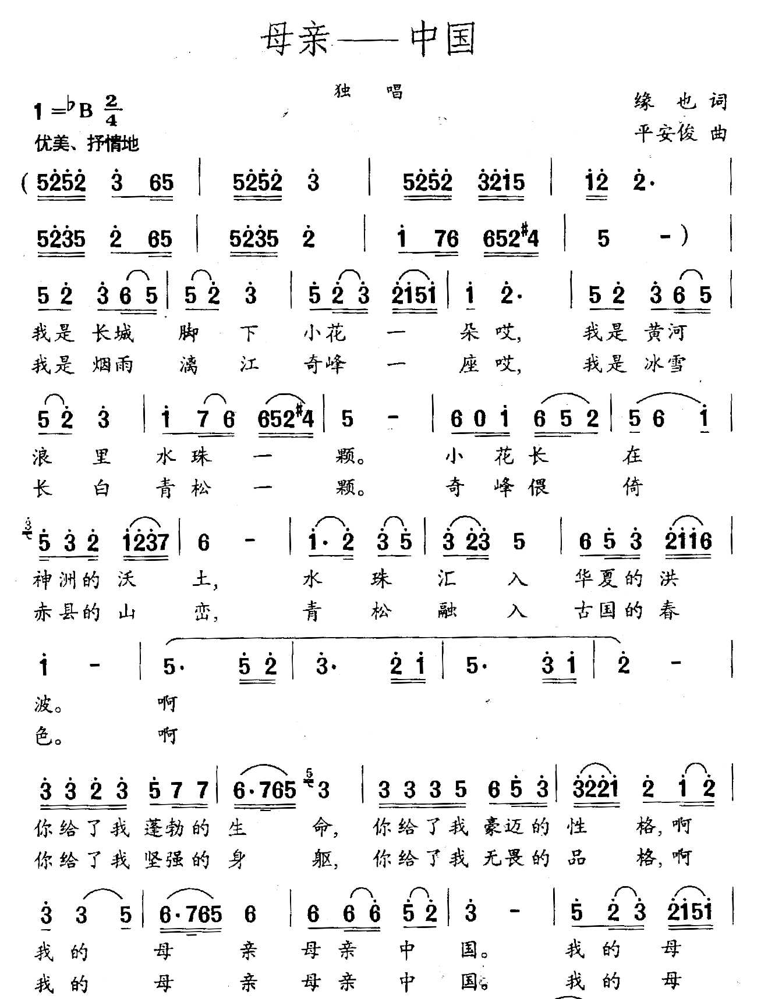 母亲——中国
独 唱
1=♭B 2/4
缘 也 词
优美、抒情地
平安俊 曲
( 5252 3 65 | 5252 3 | 5252 3215 | 12 2· |
5235 2 65 | 5235 2 | 1 76 652#4 | 5 - ) |
5 2 3 6 5 | 5 2 3 | 5 2 3 2151 | 1 2· | 5 2 3 6 5 |
我是 长城 脚 下 小花 一 朵 哎, 我是 黄河
我是 烟雨 漓 江 奇峰 一 座 哎, 我是 冰雪
5 2 3 | 1 7 6 652#4 | 5 - | 6 0 1 6 5 2 | 5 6 1 |
浪 里 水 珠 一 颗。 小 花 长 在
长 白 青 松 一 颗。 奇 峰 偎 倚
3 5 3 2 1237 | 6 - | 1· 2 3 5 | 3 23 5 | 6 5 3 2116 |
神洲的 沃 土, 水 珠 汇 入 华夏的 洪
赤县的 山 峦, 青 松 融 入 古国的 春
1 - | 5· 5 2 | 3· 2 1 | 5· 3 1 | 2 - |
波。 啊
色。 啊
3 3 2 3 5 7 7 | 6·765 5 3 | 3 3 3 5 6 5 3 | 3221 2 1 2 |
你给了我 蓬勃的 生 命, 你给了我 豪迈的 性 格, 啊
你给了我 坚强的 身 躯, 你给了我 无畏的 品 格, 啊
3 3 5 | 6·765 6 | 6 6 6 5 2 | 3 - | 5 2 3 2151 |
我 的 母 亲 母 亲 中 国。 我 的 母
我 的 母 亲 母 亲 中 国。 我 的 母